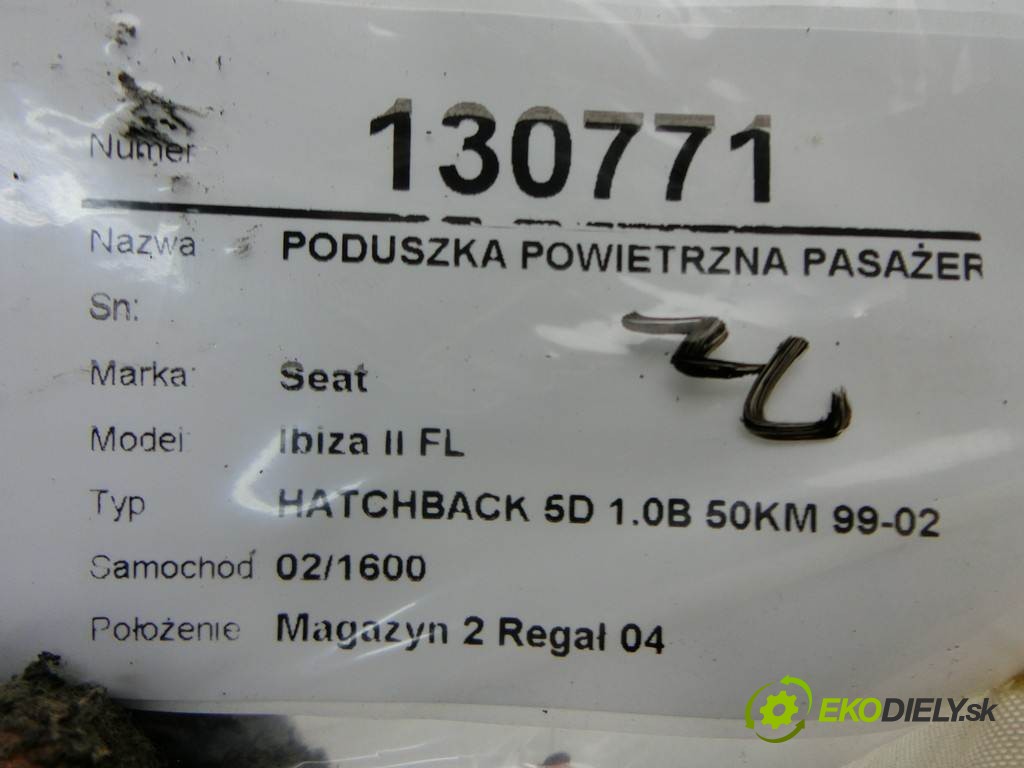 Numer 130771
Nazwa PODUSZKA POWIETRZNA PASAŻER
Sn:
Marka Seat
Model Ibiza II FL
Typ HATCHBACK 5D 1.0B 50KM 99-02
Samochód 02/1600
Położenie Magazyn 2 Regał 04
EKODIELY.sk